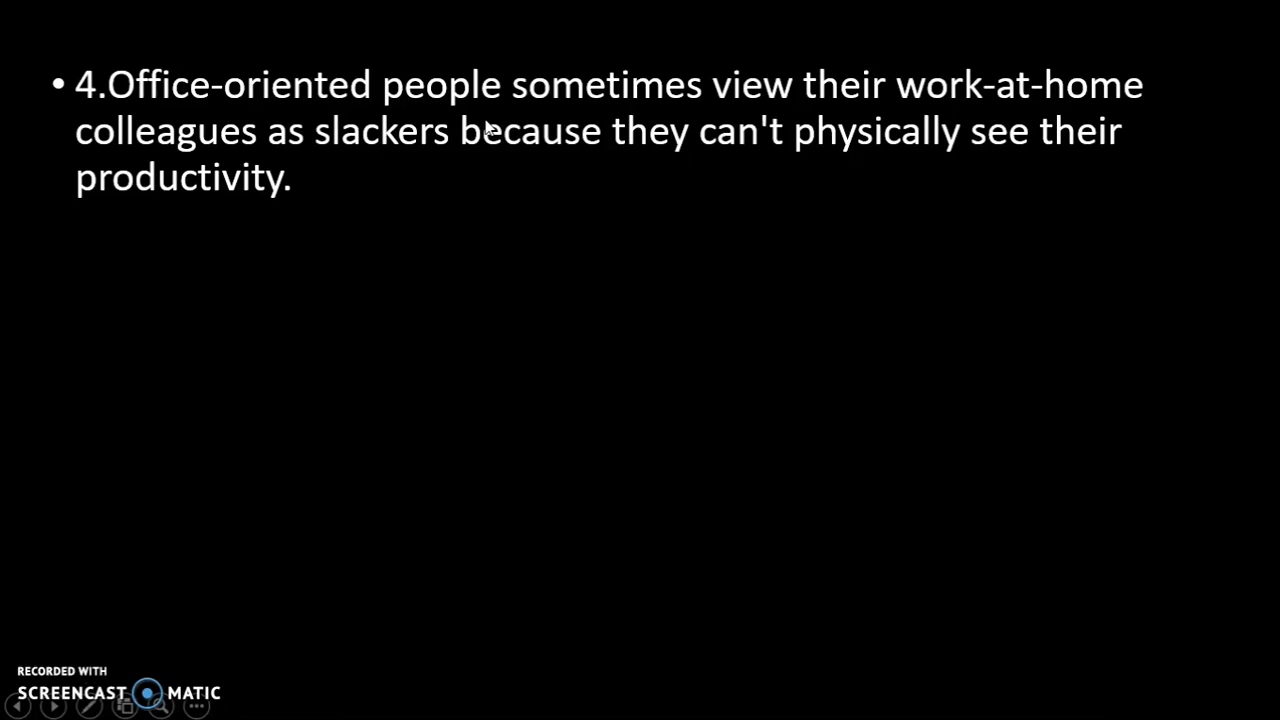 • 4.Office-oriented people sometimes view their work-at-home
colleagues as slackers because they can't physically see their
productivity.
RECORDED WITH
SCREENCAST MATIC